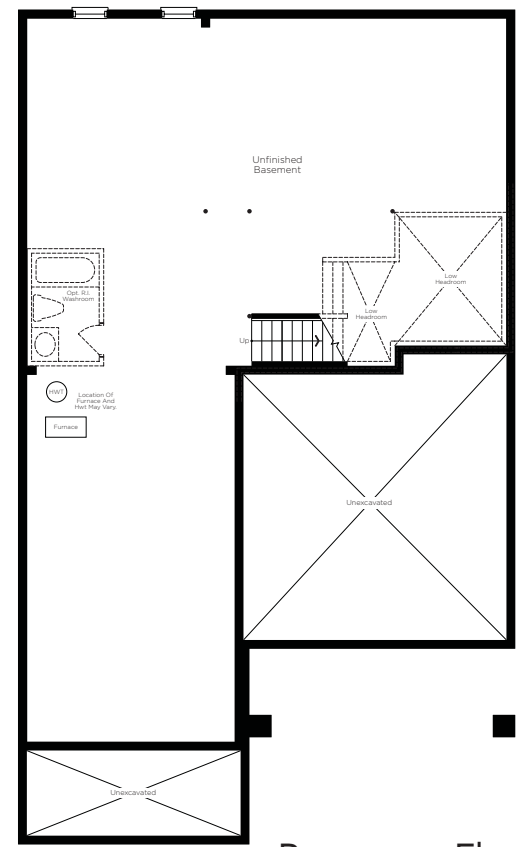 Unfinished
Basement
Opt. R.I.
Washroom
Low
Headroom
Low
Headroom
Up
HWT
Location Of
Furnace And
Hwt May Vary.
Furnace
Unexcavated
Unexcavated